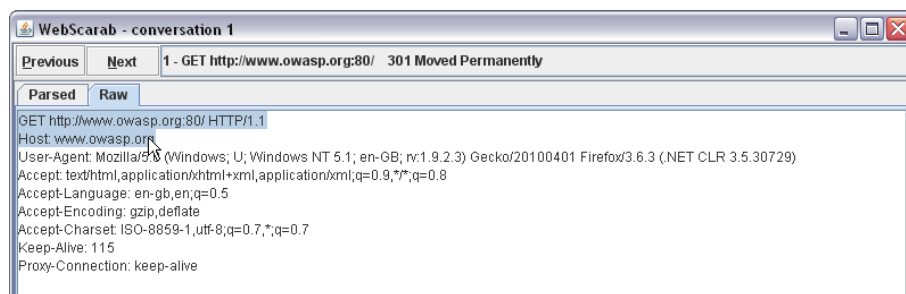 WebScarab - conversation 1
Previous Next 1 - GET http://www.owasp.org:80/ 301 Moved Permanently
Parsed Raw
GET http://www.owasp.org:80/ HTTP/1.1
Host: www.owasp.org
User-Agent: Mozilla/5.0 (Windows; U; Windows NT 5.1; en-GB; rv:1.9.2.3) Gecko/20100401 Firefox/3.6.3 (.NET CLR 3.5.30729)
Accept: text/html,application/xhtml+xml,application/xml;q=0.9,*/*;q=0.8
Accept-Language: en-gb,en;q=0.5
Accept-Encoding: gzip,deflate
Accept-Charset: ISO-8859-1,utf-8;q=0.7,*;q=0.7
Keep-Alive: 115
Proxy-Connection: keep-alive